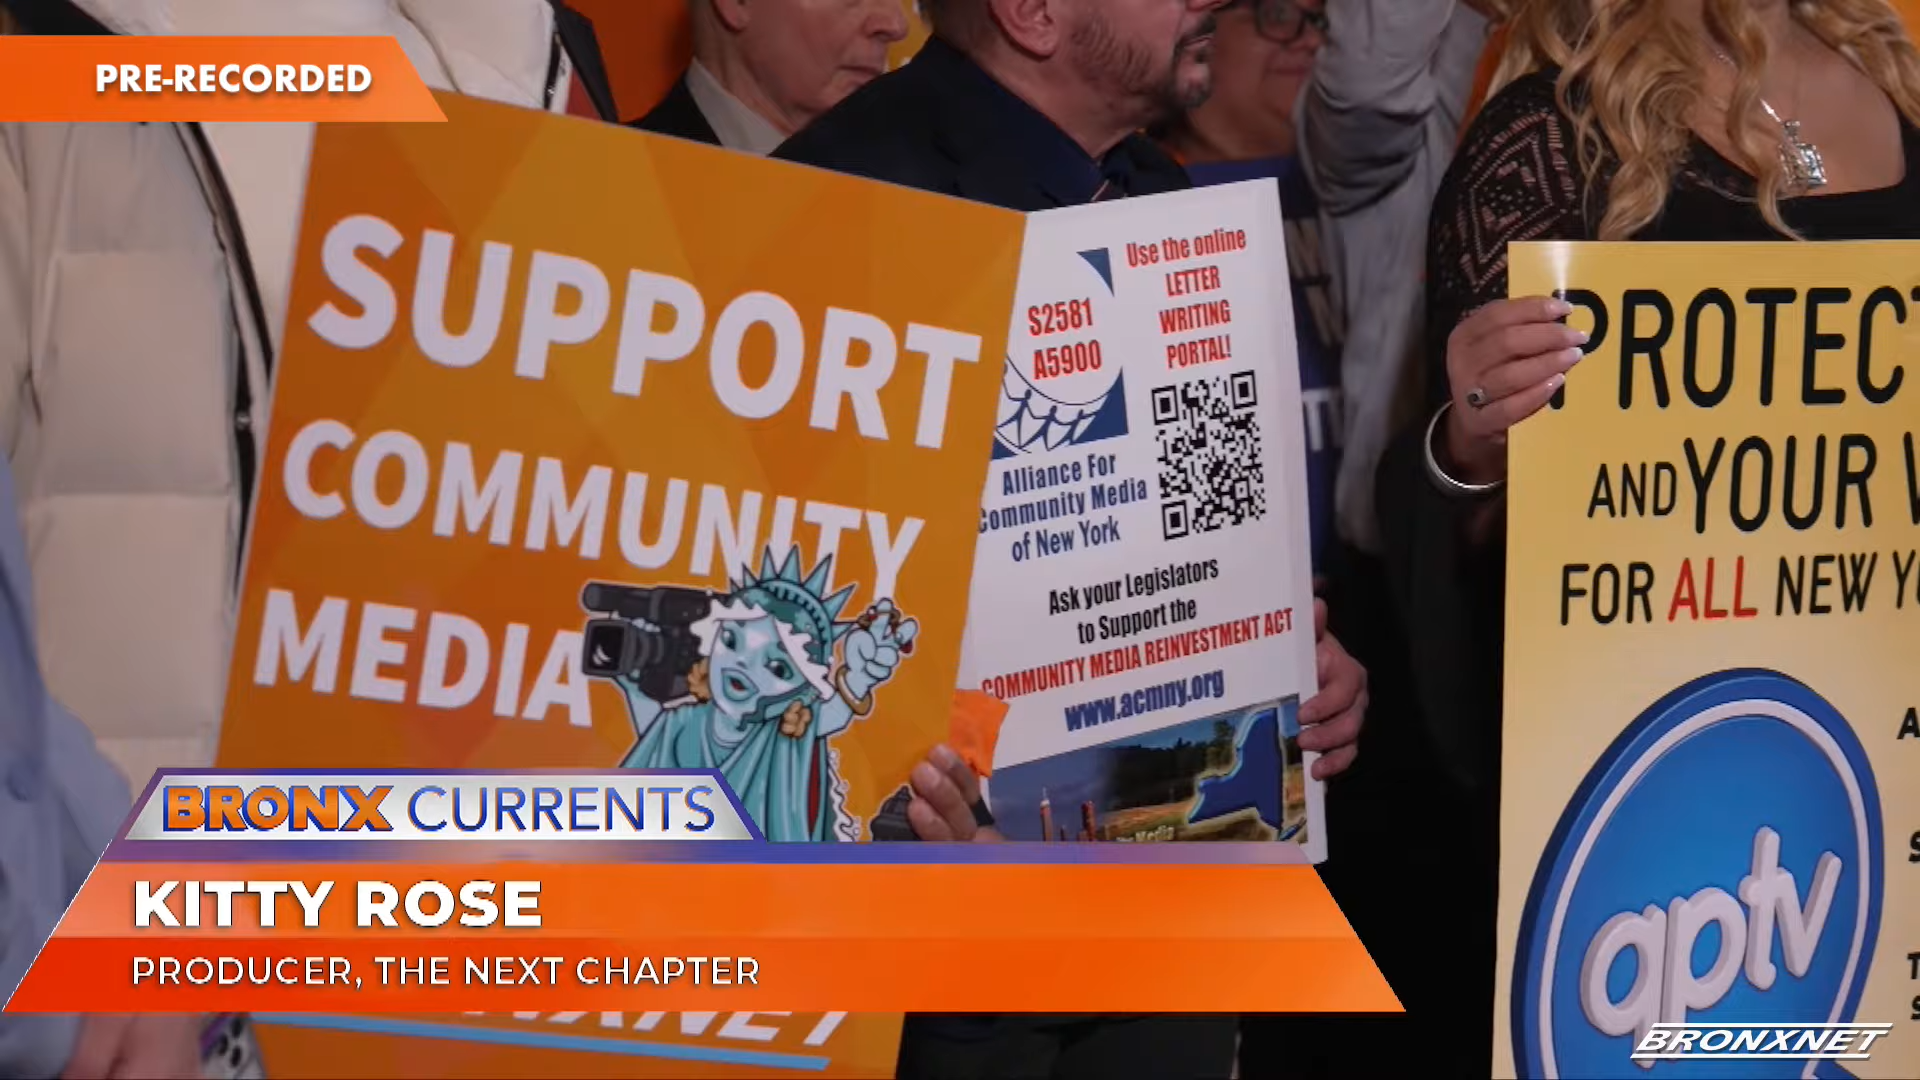 PRE-RECORDED
SUPPORT
COMMUNITY
MEDIA
S2581
A5900
Use the online
LETTER
WRITING
PORTAL!
Alliance For
Community Media
of New York
Ask your Legislators
to Support the
COMMUNITY MEDIA REINVESTMENT ACT
www.acmny.org
PROTEC
AND YOUR
FOR ALL NEW
qptv
BRONX CURRENTS
KITTY ROSE
PRODUCER, THE NEXT CHAPTER
BRONXNET